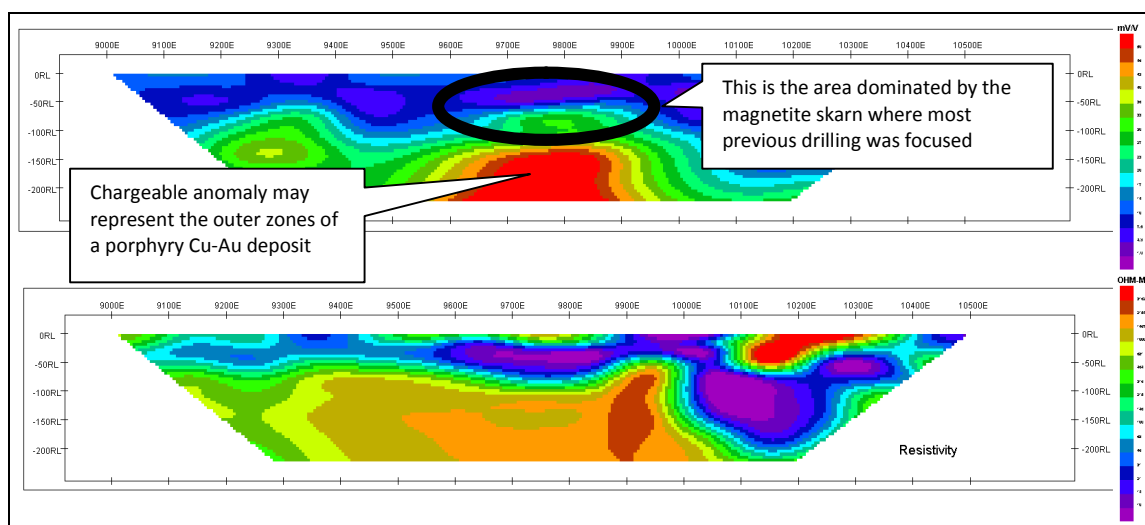 mV/V
9000E 9100E 9200E 9300E 9400E 9500E 9600E 9700E 9800E 9900E 10000E 10100E 10200E 10300E 10400E 10500E
0RL 0RL
-50RL -50RL
-100RL -100RL
-150RL -150RL
-200RL -200RL
This is the area dominated by the
magnetite skarn where most
previous drilling was focused
Chargeable anomaly may
represent the outer zones of
a porphyry Cu-Au deposit
OHM-M
9000E 9100E 9200E 9300E 9400E 9500E 9600E 9700E 9800E 9900E 10000E 10100E 10200E 10300E 10400E 10500E
0RL 0RL
-50RL -50RL
-100RL -100RL
-150RL -150RL
-200RL -200RL
Resistivity